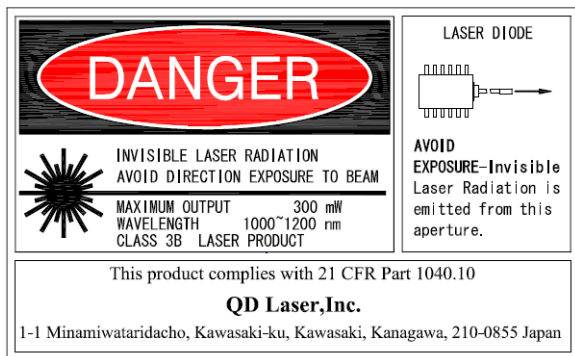 DANGER
INVISIBLE LASER RADIATION
AVOID DIRECTION EXPOSURE TO BEAM
MAXIMUM OUTPUT 300 mW
WAVELENGTH 1000~1200 nm
CLASS 3B LASER PRODUCT
LASER DIODE
AVOID
EXPOSURE-Invisible
Laser Radiation is
emitted from this
aperture.
This product complies with 21 CFR Part 1040.10
QD Laser,Inc.
1-1 Minamiwataridacho, Kawasaki-ku, Kawasaki, Kanagawa, 210-0855 Japan